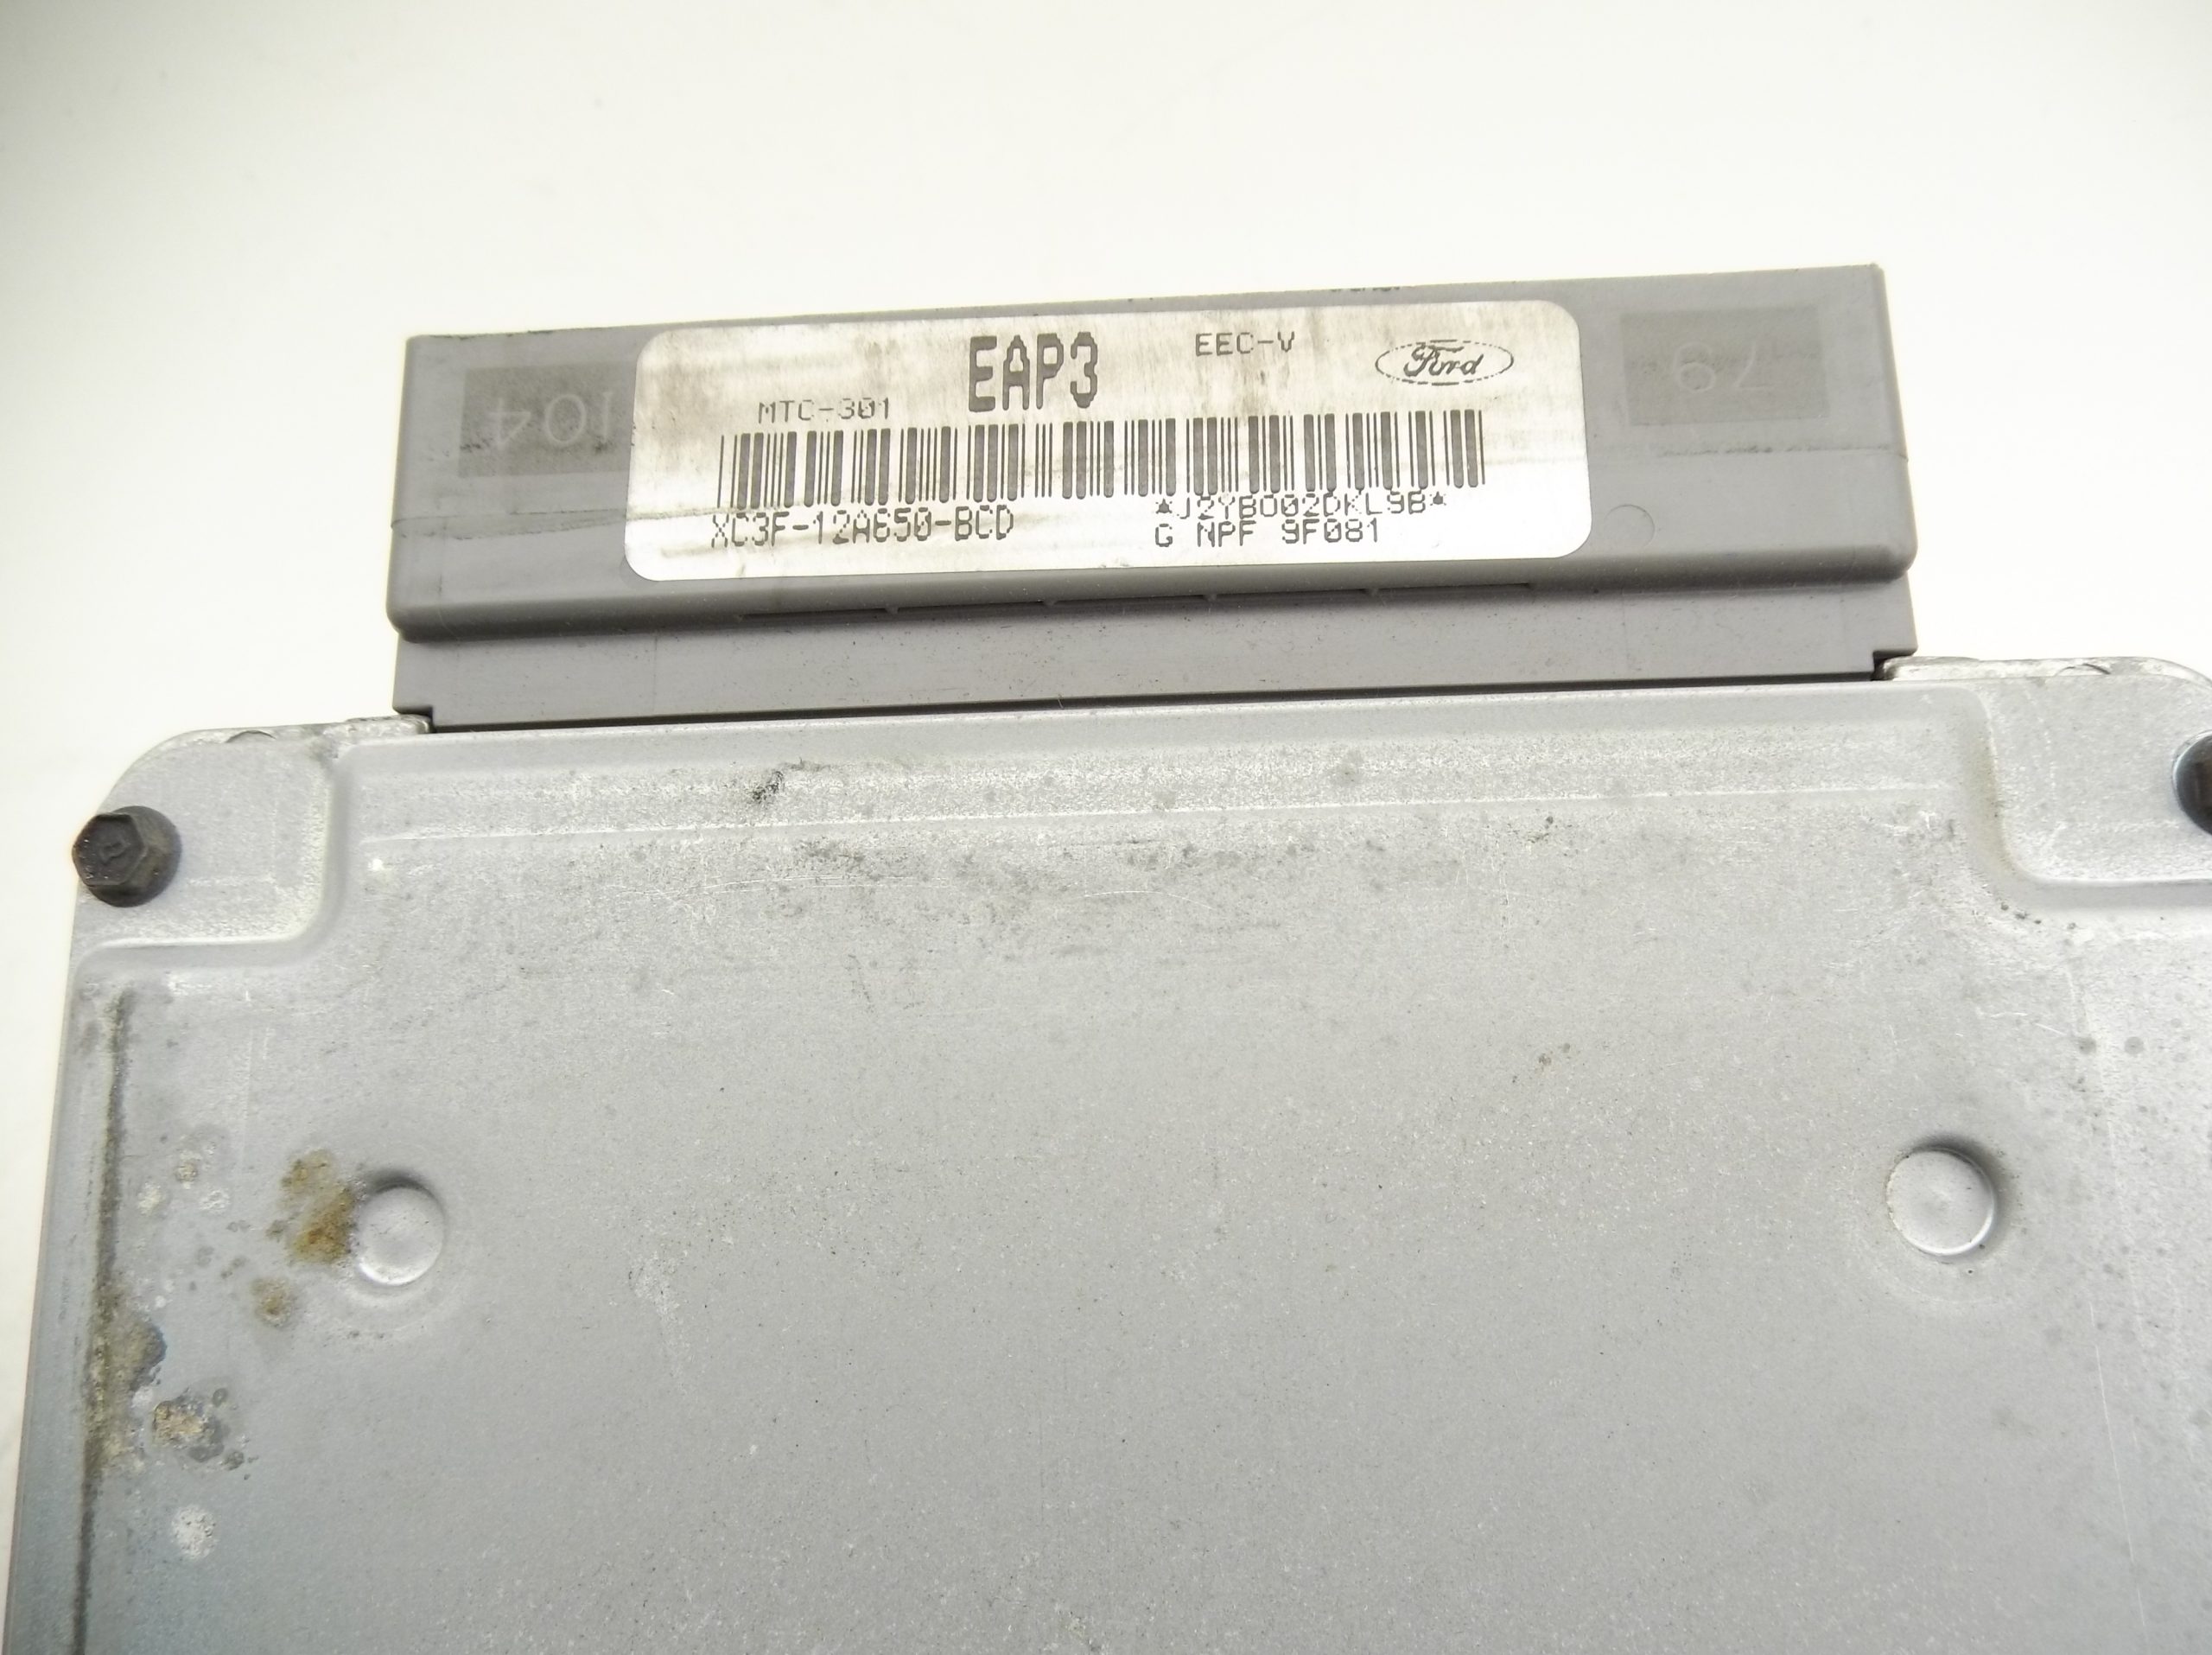 EAP3 EEC-V Ford
MTC-301
104
79
XC3F-12A650-BCD *J2YB002DKL9B*
G NPF 9F081